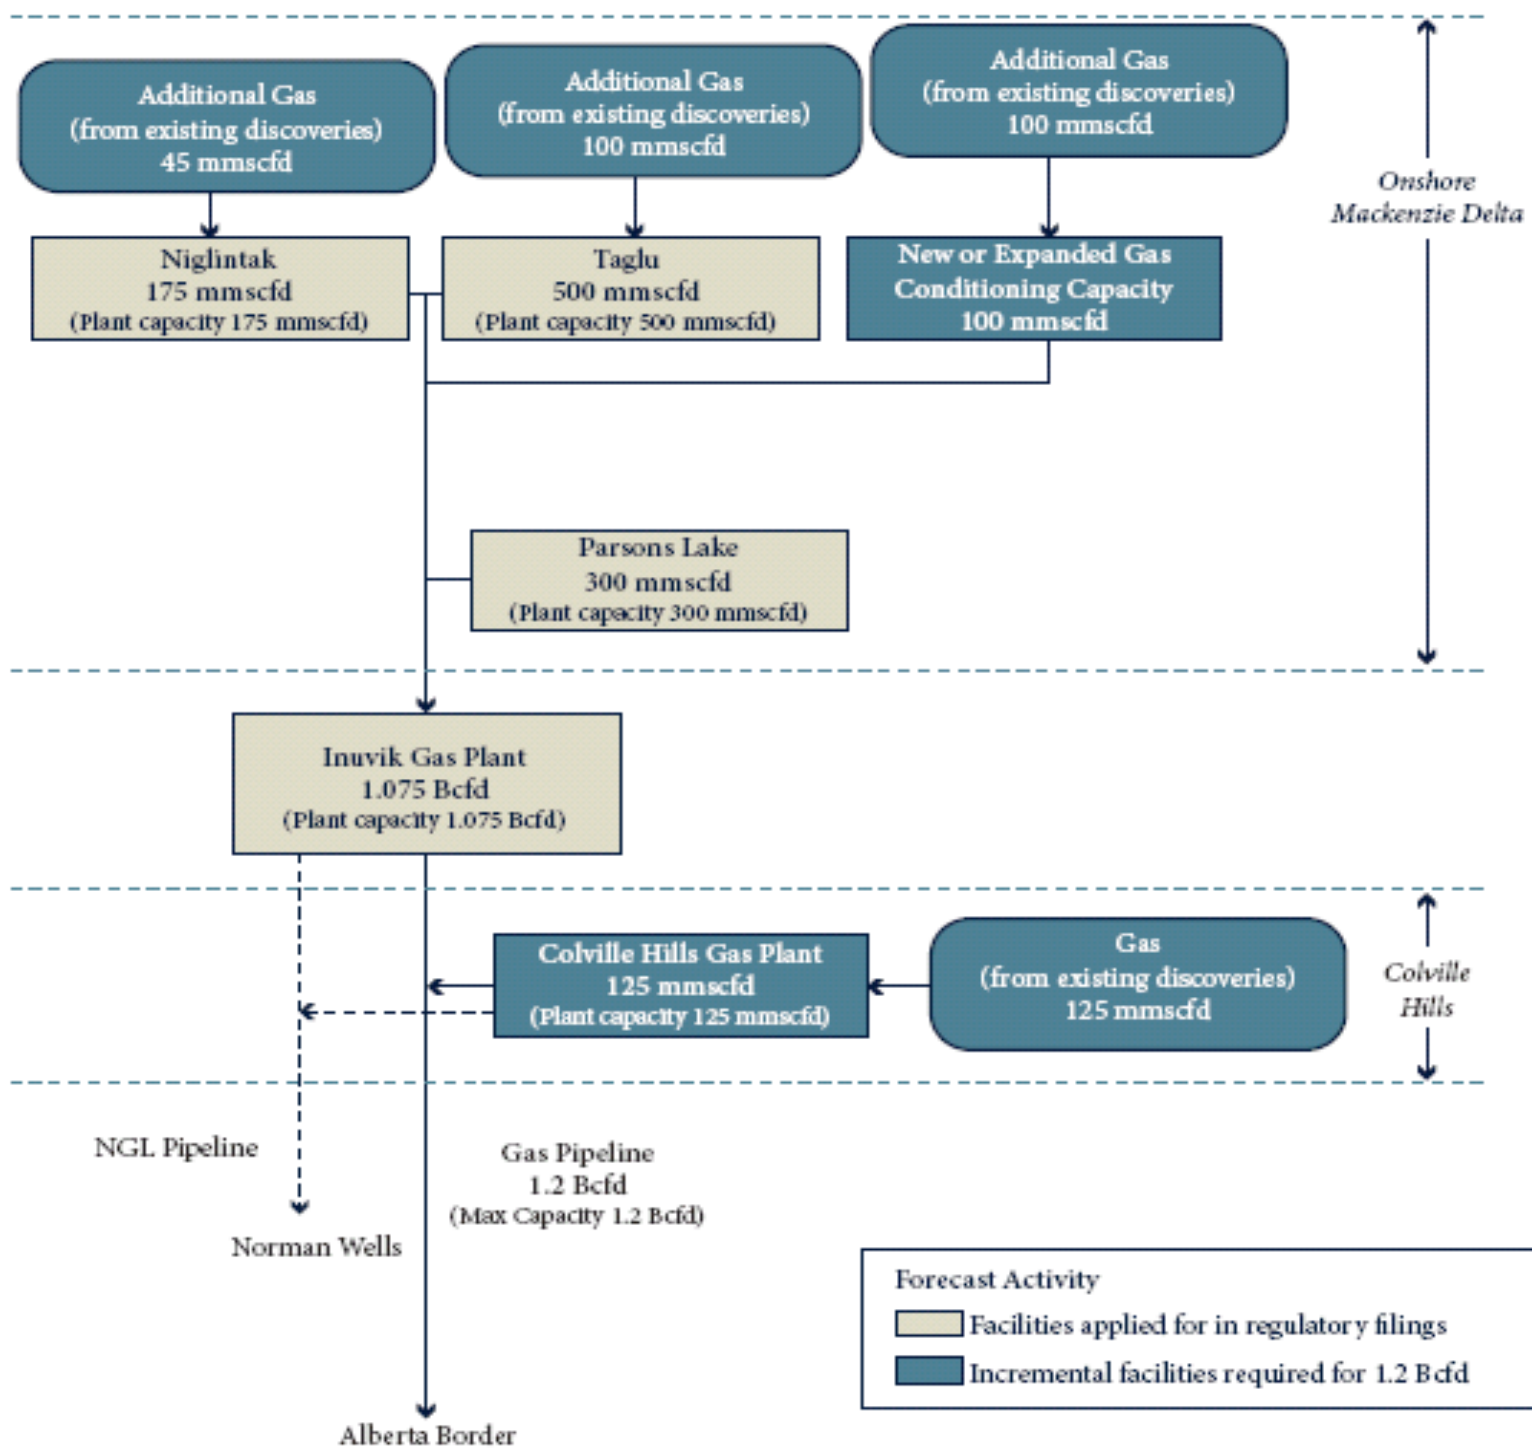 Additional Gas
(from existing discoveries)
45 mmscfd
Additional Gas
(from existing discoveries)
100 mmscfd
Additional Gas
(from existing discoveries)
100 mmscfd
Onshore
Mackenzie Delta
Niglintak
175 mmscfd
(Plant capacity 175 mmscfd)
Taglu
500 mmscfd
(Plant capacity 500 mmscfd)
New or Expanded Gas
Conditioning Capacity
100 mmscfd
Parsons Lake
300 mmscfd
(Plant capacity 300 mmscfd)
Inuvik Gas Plant
1.075 Bcfd
(Plant capacity 1.075 Bcfd)
Colville Hills Gas Plant
125 mmscfd
(Plant capacity 125 mmscfd)
Gas
(from existing discoveries)
125 mmscfd
Colville
Hills
NGL Pipeline
Gas Pipeline
1.2 Bcfd
(Max Capacity 1.2 Bcfd)
Norman Wells
Forecast Activity
Facilities applied for in regulatory filings
Incremental facilities required for 1.2 Bcfd
Alberta Border